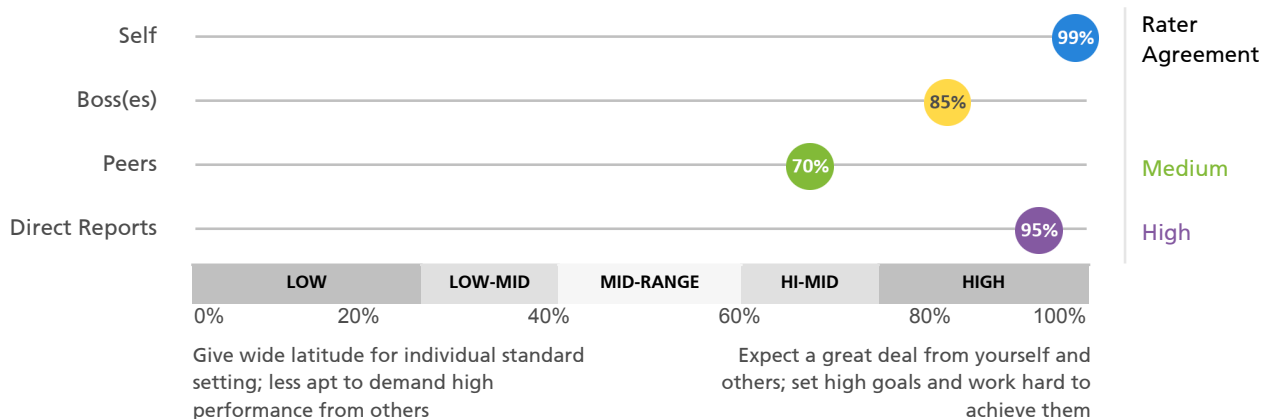 Self
99%
Rater
Agreement
Boss(es)
85%
Peers
70%
Medium
Direct Reports
95%
High
LOW LOW-MID MID-RANGE HI-MID HIGH
0% 20% 40% 60% 80% 100%
Give wide latitude for individual standard
setting; less apt to demand high
performance from others
Expect a great deal from yourself and
others; set high goals and work hard to
achieve them